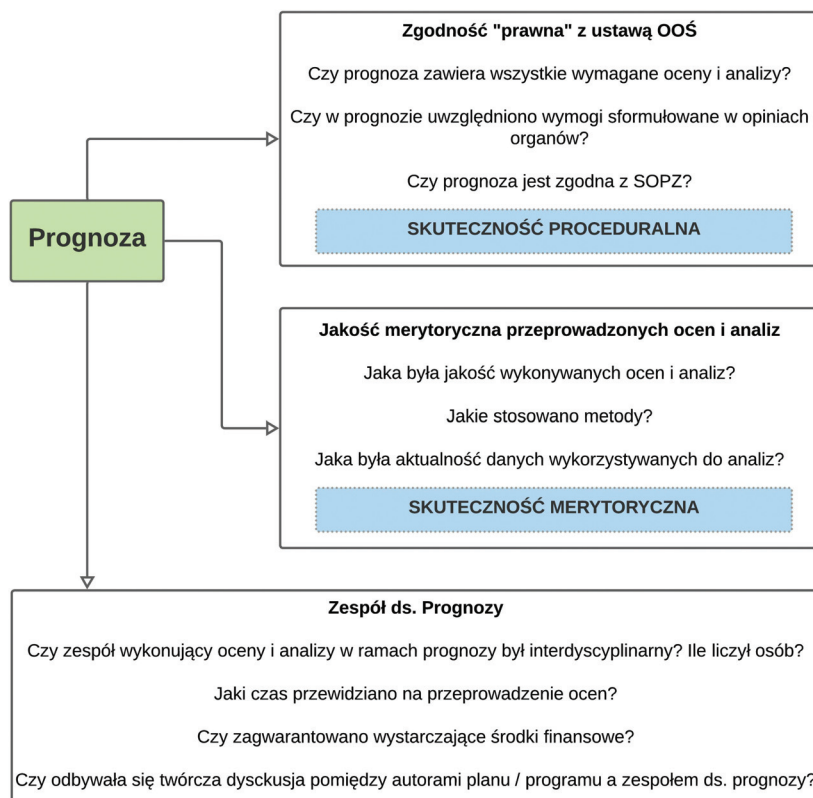 Prognoza
Zgodność "prawna" z ustawą OOŚ
Czy prognoza zawiera wszystkie wymagane oceny i analizy?
Czy w prognozie uwzględniono wymogi sformułowane w opiniach
organów?
Czy prognoza jest zgodna z SOPZ?
SKUTECZNOŚĆ PROCEDURALNA
Jakość merytoryczna przeprowadzonych ocen i analiz
Jaka była jakość wykonywanych ocen i analiz?
Jakie stosowano metody?
Jaka była aktualność danych wykorzystywanych do analiz?
SKUTECZNOŚĆ MERYTORYCZNA
Zespół ds. Prognozy
Czy zespół wykonujący oceny i analizy w ramach prognozy był interdyscyplinarny? Ile liczył osób?
Jaki czas przewidziano na przeprowadzenie ocen?
Czy zagwarantowano wystarczające środki finansowe?
Czy odbywała się twórcza dysckusja pomiędzy autorami planu / programu a zespołem ds. prognozy?